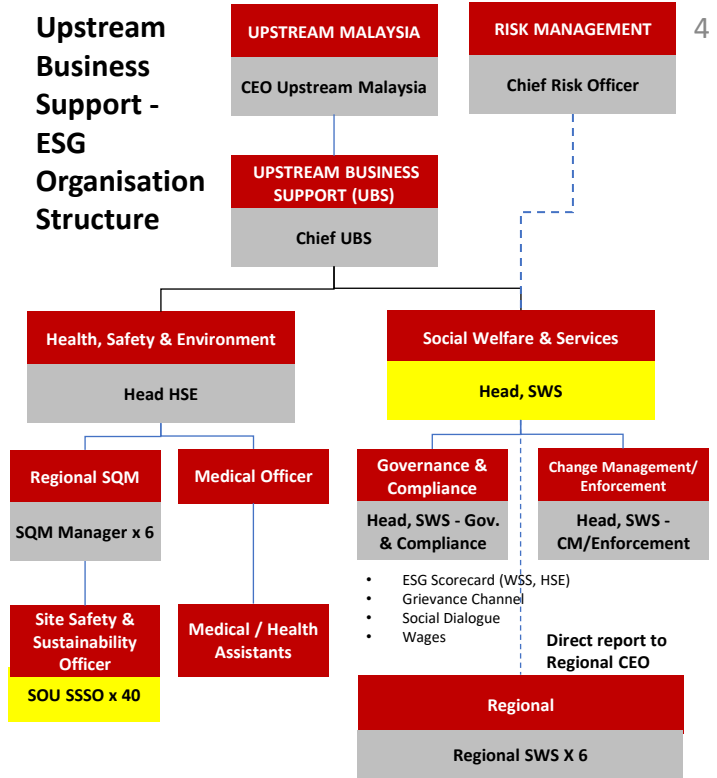 Upstream
Business
Support -
ESG
Organisation
Structure
UPSTREAM MALAYSIA
CEO Upstream Malaysia
RISK MANAGEMENT
Chief Risk Officer
4
UPSTREAM BUSINESS
SUPPORT (UBS)
Chief UBS
Health, Safety & Environment
Head HSE
Social Welfare & Services
Head, SWS
Regional SQM
SQM Manager x 6
Medical Officer
Governance &
Compliance
Head, SWS - Gov.
& Compliance
Change Management/
Enforcement
Head, SWS -
CM/Enforcement
• ESG Scorecard (WSS, HSE)
• Grievance Channel
• Social Dialogue
• Wages
Site Safety &
Sustainability
Officer
SOU SSSO x 40
Medical / Health
Assistants
Direct report to
Regional CEO
Regional
Regional SWS X 6